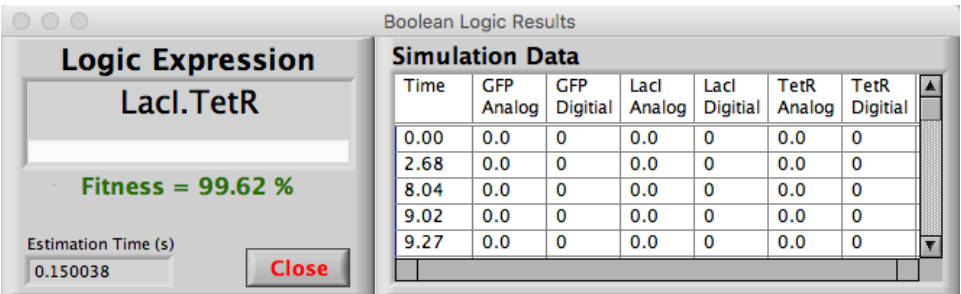 Boolean Logic Results
Logic Expression
LacI.TetR
Fitness = 99.62 %
Estimation Time (s)
0.150038
Close
Simulation Data
Time GFP Analog GFP Digitial LacI Analog LacI Digitial TetR Analog TetR Digitial
0.00 0.0 0 0.0 0 0.0 0
2.68 0.0 0 0.0 0 0.0 0
8.04 0.0 0 0.0 0 0.0 0
9.02 0.0 0 0.0 0 0.0 0
9.27 0.0 0 0.0 0 0.0 0